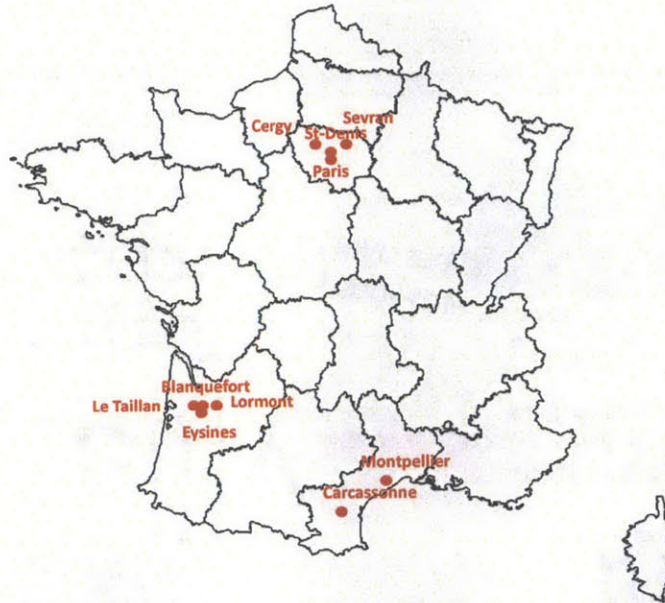 Sevran
Cergy
St-Denis
Paris
Blanquefort
Le Taillan
Lormont
Eysines
Montpellier
Carcassonne